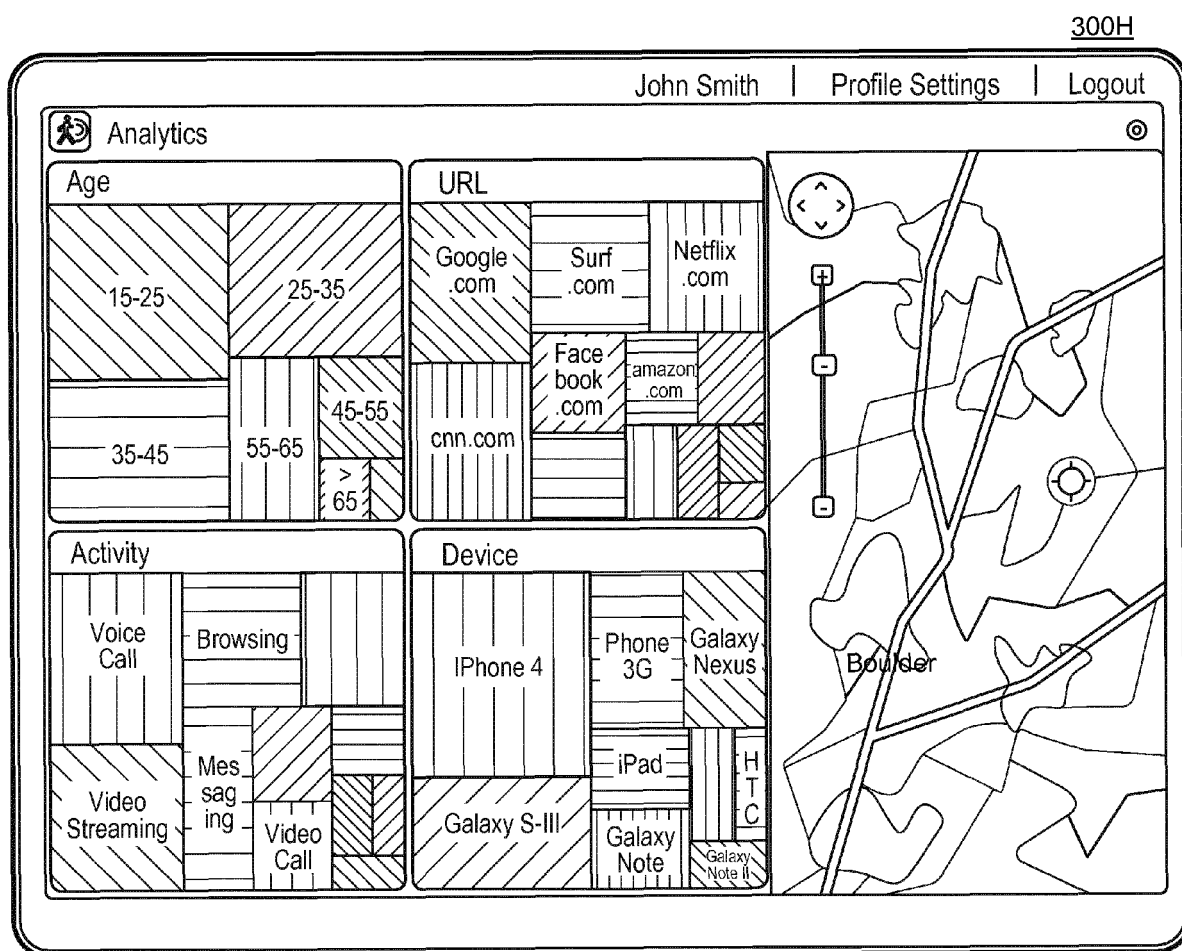 300H
John Smith | Profile Settings | Logout
Analytics
Age
15-25
25-35
35-45
55-65
45-55
>
65
URL
Google
.com
Surf
.com
Netflix
.com
cnn.com
Face
book
.com
amazon
.com
Activity
Voice
Call
Browsing
Video
Streaming
Mes
sag
ing
Video
Call
Device
IPhone 4
Phone
3G
Galaxy
Nexus
Galaxy S-III
iPad
H
T
C
Galaxy
Note
Galaxy
Note II
+
-
-
Boulder